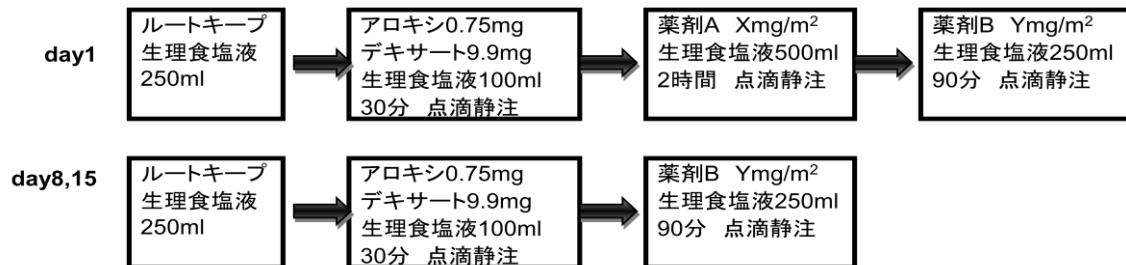 day1
ルートキープ
生理食塩液
250ml
アロキシ0.75mg
デキサート9.9mg
生理食塩液100ml
30分 点滴静注
薬剤A Xmg/m²
生理食塩液500ml
2時間 点滴静注
薬剤B Ymg/m²
生理食塩液250ml
90分 点滴静注
day8,15
ルートキープ
生理食塩液
250ml
アロキシ0.75mg
デキサート9.9mg
生理食塩液100ml
30分 点滴静注
薬剤B Ymg/m²
生理食塩液250ml
90分 点滴静注